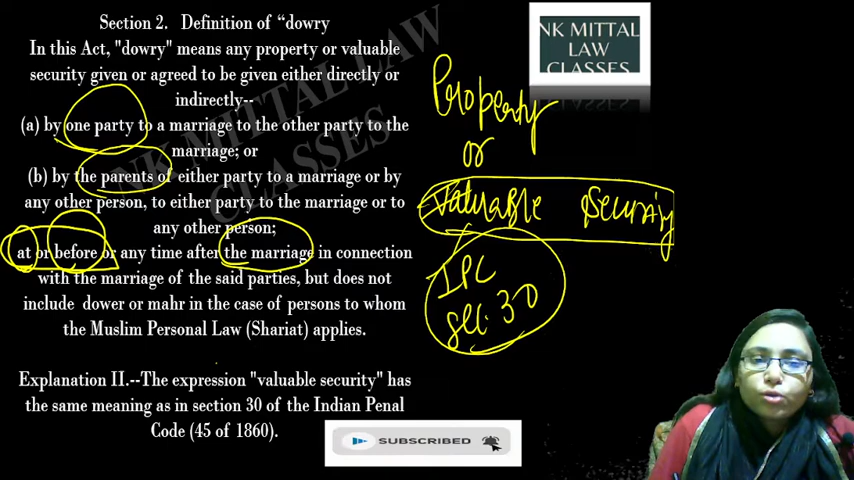 Section 2. Definition of “dowry
In this Act, "dowry" means any property or valuable
security given or agreed to be given either directly or
indirectly--
(a) by one party to a marriage to the other party to the
marriage; or
(b) by the parents of either party to a marriage or by
any other person, to either party to the marriage or to
any other person;
at or before or any time after the marriage in connection
with the marriage of the said parties, but does not
include dower or mahr in the case of persons to whom
the Muslim Personal Law (Shariat) applies.
Explanation II.--The expression "valuable security" has
the same meaning as in section 30 of the Indian Penal
Code (45 of 1860).
NK MITTAL LAW
CLASSES
NK MITTAL
LAW
CLASSES
Property
or
Valuable Security
IPC
sec. 30
SUBSCRIBED